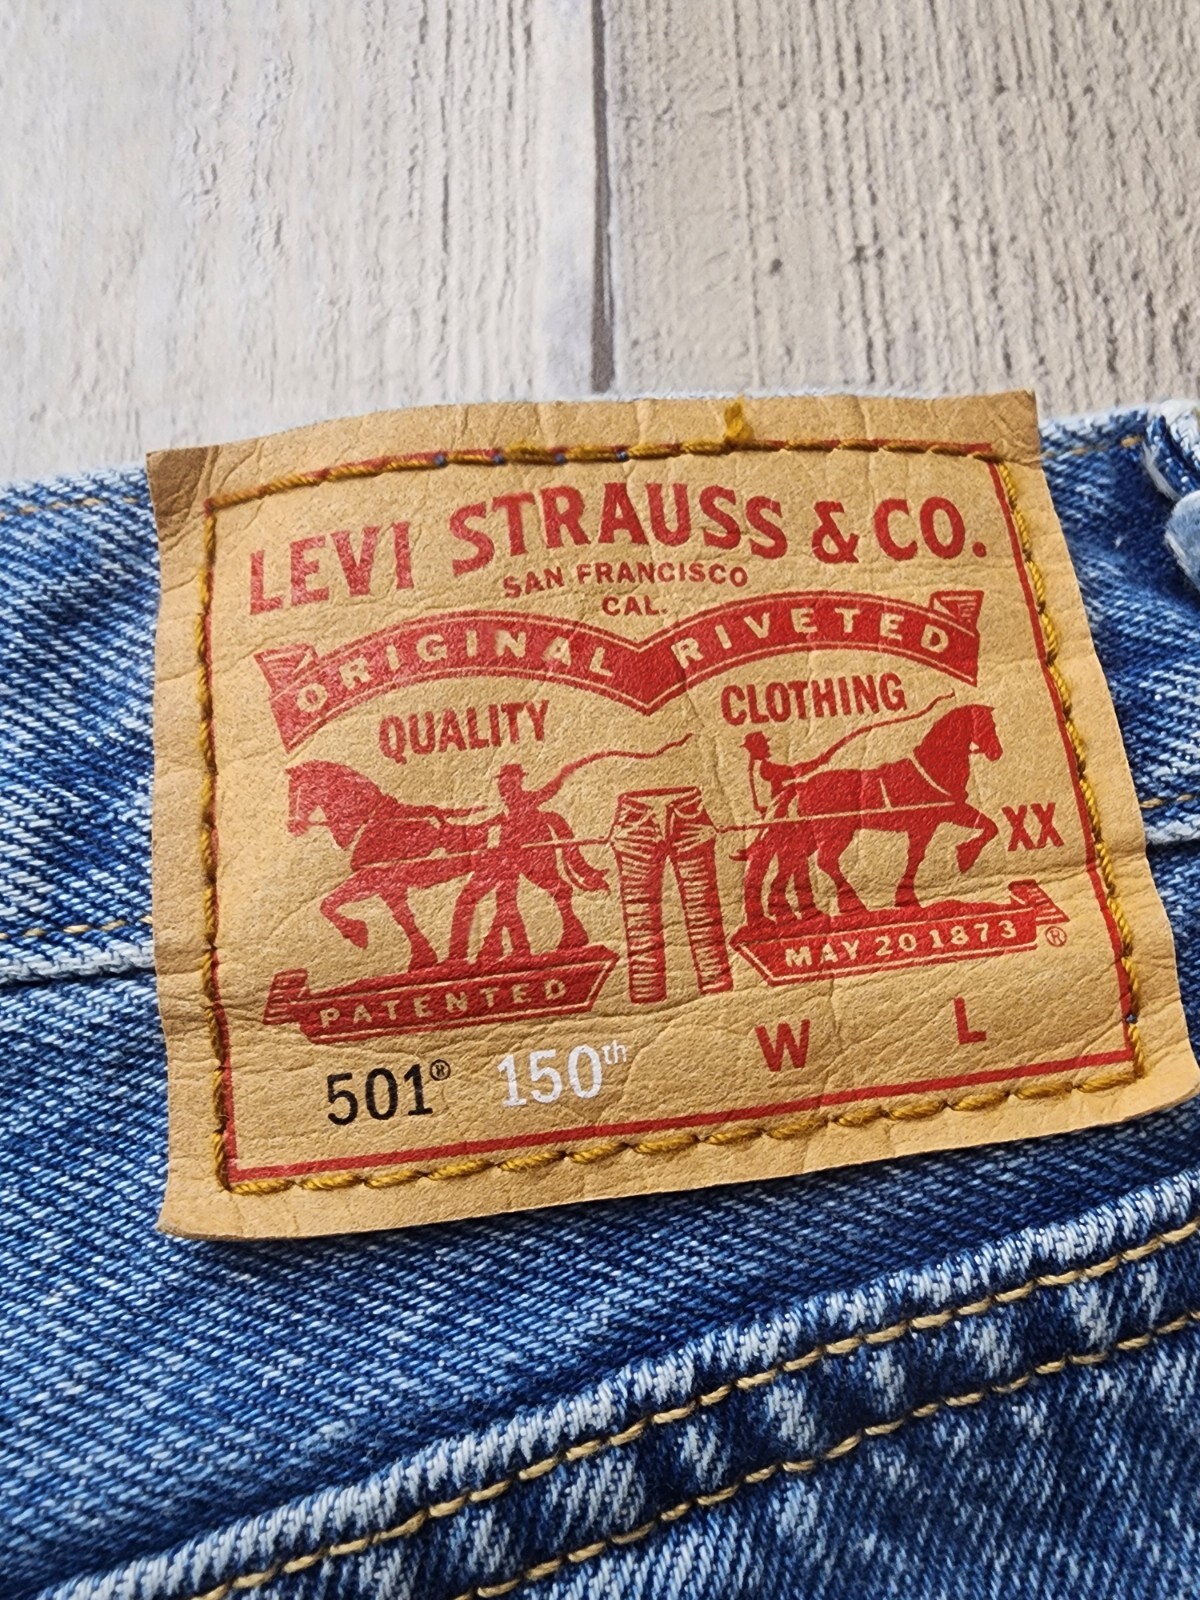 LEVI STRAUSS & CO.
SAN FRANCISCO
CAL.
ORIGINAL RIVETED
QUALITY CLOTHING
XX
PATENTED MAY 20 1873 ®
501® 150th W L